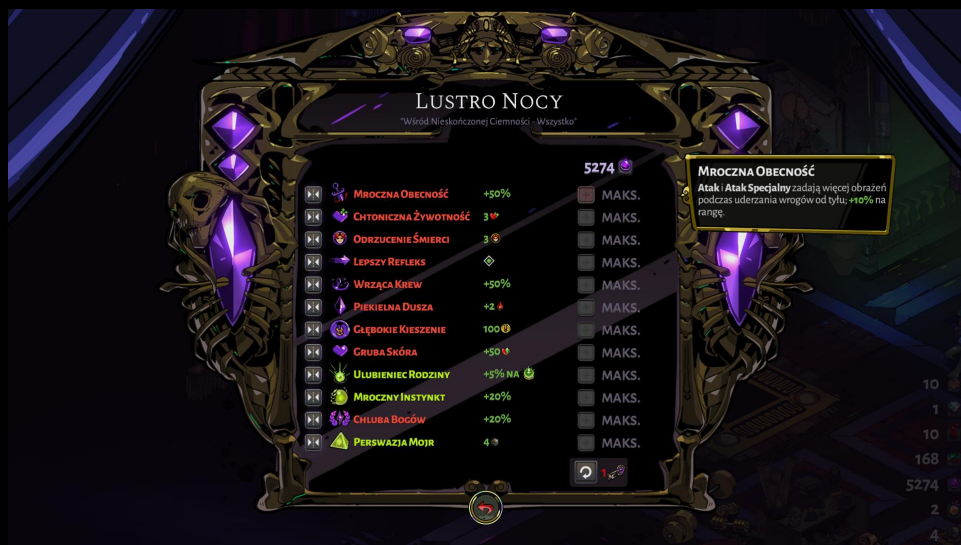 LUSTRO NOCY
"Wśród Nieskończonej Ciemności - Wszystko"
5274
MROCZNA OBECNOŚĆ +50% MAKS.
CHTONICZNA ŻYWOTNOŚĆ 3 MAKS.
ODRZUCENIE ŚMIERCI 3 MAKS.
LEPSZY REFLEKS MAKS.
WRZĄCA KREW +50% MAKS.
PIEKIELNA DUSZA +2 MAKS.
GŁĘBOKIE KIESZENIE 100 MAKS.
GRUBA SKÓRA +50 MAKS.
ULUBIENIEC RODZINY +5% NA MAKS.
MROCZNY INSTYNKT +20% MAKS.
CHLUBA BOGÓW +20% MAKS.
PERSWAZJA MOJR 4 MAKS.
1
MROCZNA OBECNOŚĆ
Atak i Atak Specjalny zadają więcej obrażeń
podczas uderzania wrogów od tyłu; +10% na
rangę.
10
1
10
168
5274
2
4